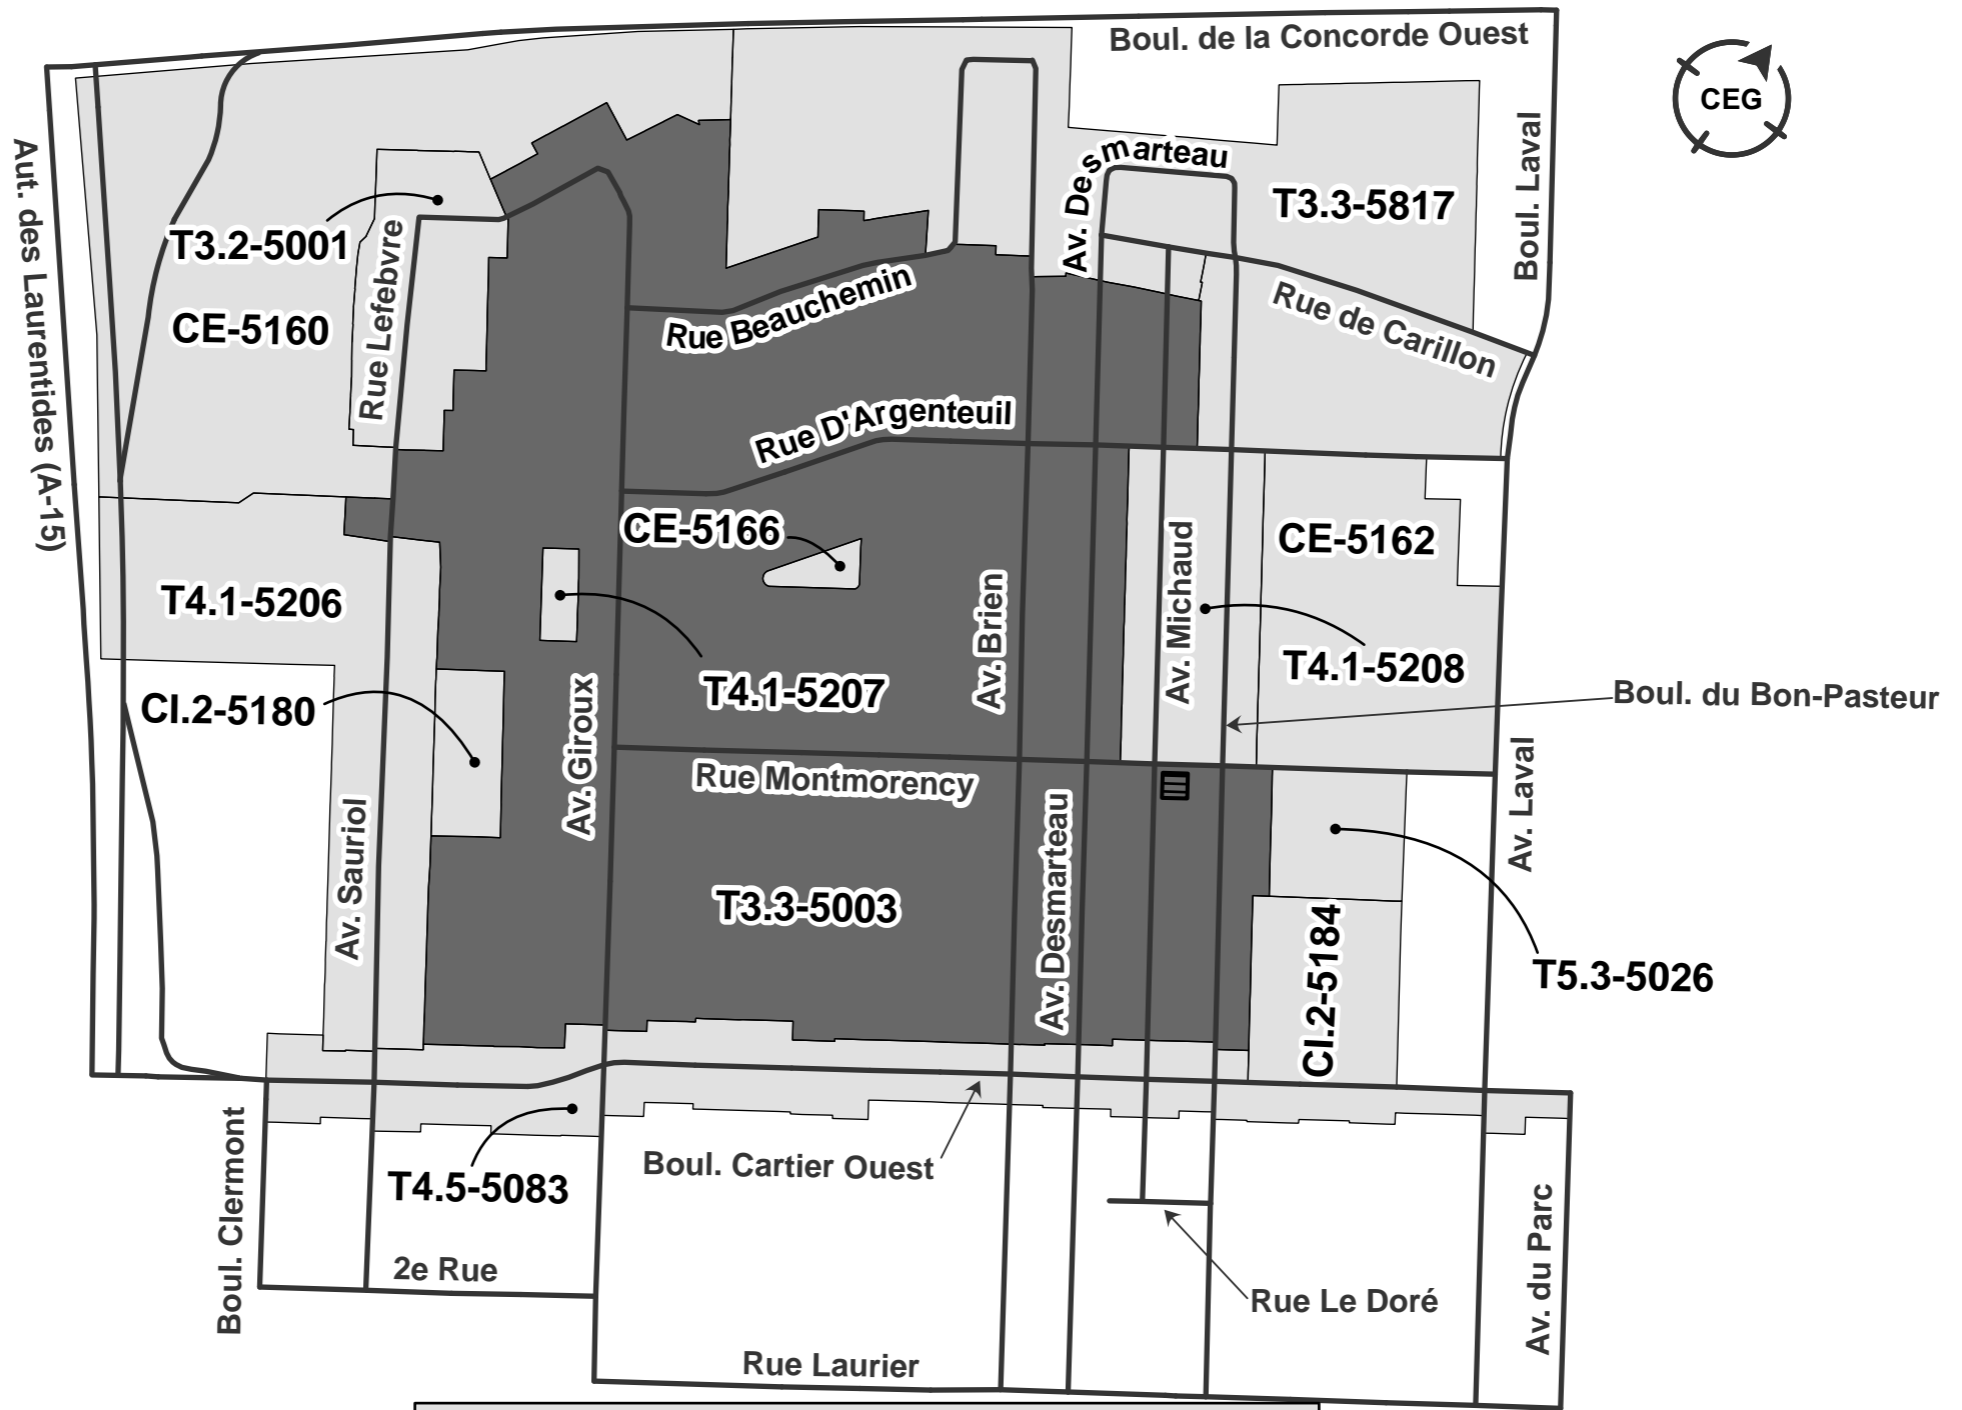 Boul. de la Concorde Ouest
CEG
Aut. des Laurentides (A-15)
Boul. Laval
Av. Desmarteau
T3.3-5817
T3.2-5001
Rue Lefebvre
CE-5160
Rue Beauchemin
Rue de Carillon
Rue D'Argenteuil
CE-5166
CE-5162
T4.1-5206
Av. Michaud
Av. Brien
T4.1-5208
T4.1-5207
Boul. du Bon-Pasteur
CI.2-5180
Av. Giroux
Rue Montmorency
Av. Laval
Av. Sauriol
Av. Desmarteau
T3.3-5003
CI.2-5184
T5.3-5026
Boul. Cartier Ouest
T4.5-5083
Boul. Clermont
2e Rue
Rue Le Doré
Av. du Parc
Rue Laurier